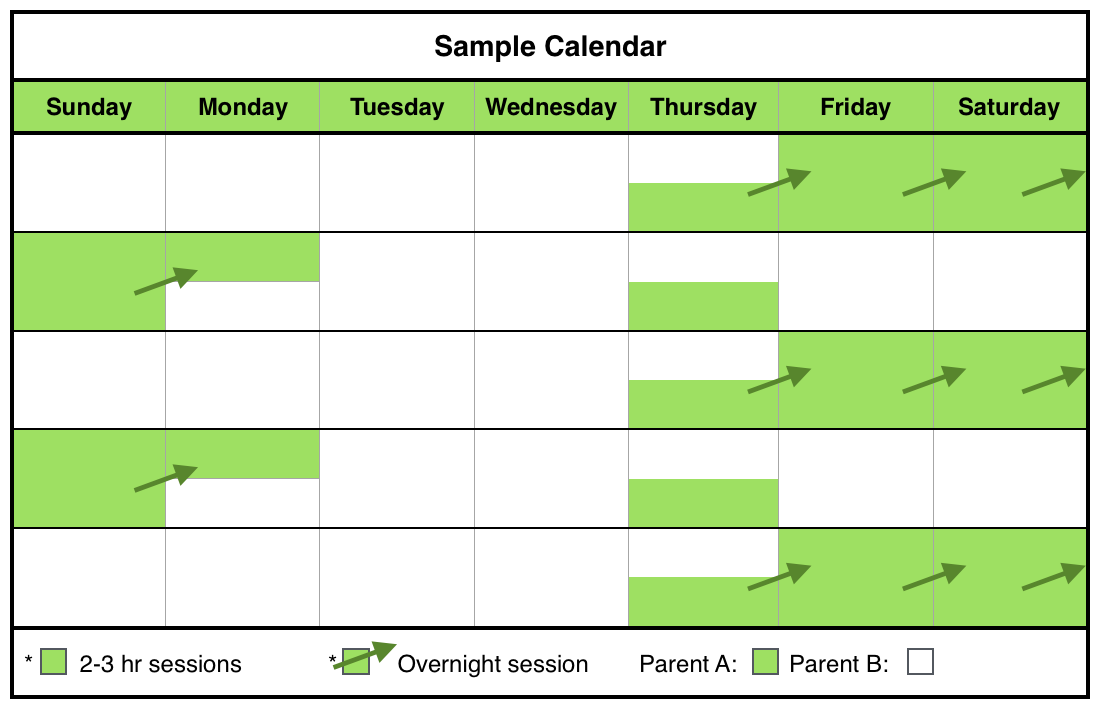 Sample Calendar
Sunday Monday Tuesday Wednesday Thursday Friday Saturday
* 2-3 hr sessions * Overnight session Parent A: Parent B: